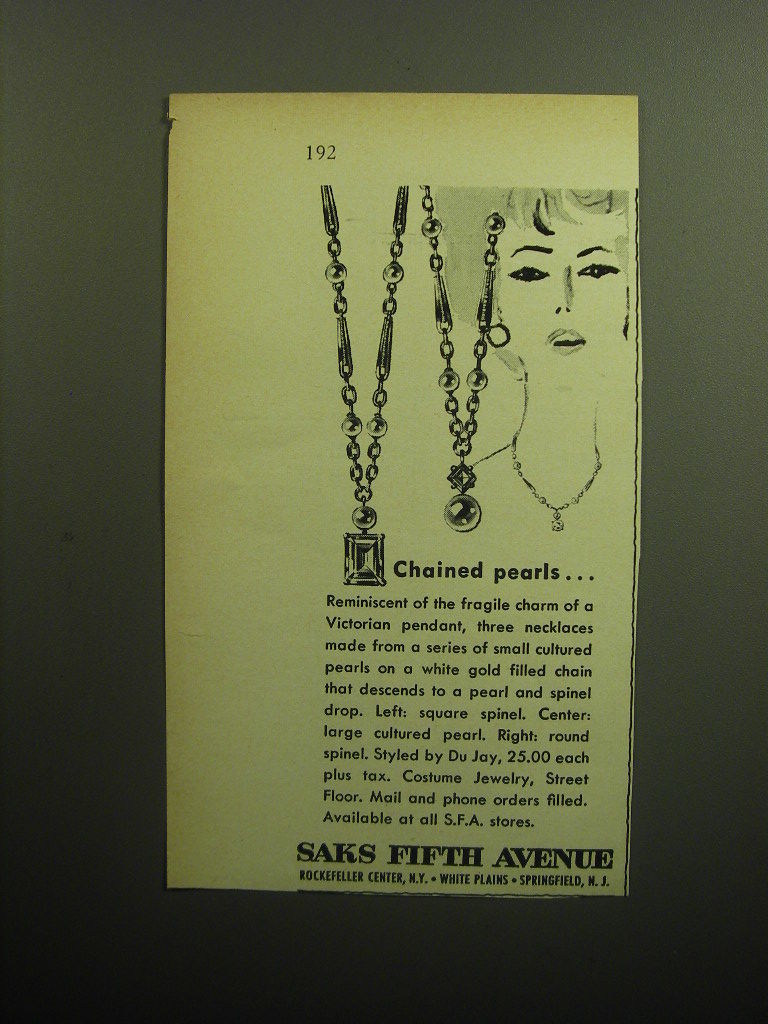 192
Chained pearls...
Reminiscent of the fragile charm of a
Victorian pendant, three necklaces
made from a series of small cultured
pearls on a white gold filled chain
that descends to a pearl and spinel
drop. Left: square spinel. Center:
large cultured pearl. Right: round
spinel. Styled by Du Jay, 25.00 each
plus tax. Costume Jewelry, Street
Floor. Mail and phone orders filled.
Available at all S.F.A. stores.
SAKS FIFTH AVENUE
ROCKEFELLER CENTER, N.Y. • WHITE PLAINS • SPRINGFIELD, N. J.